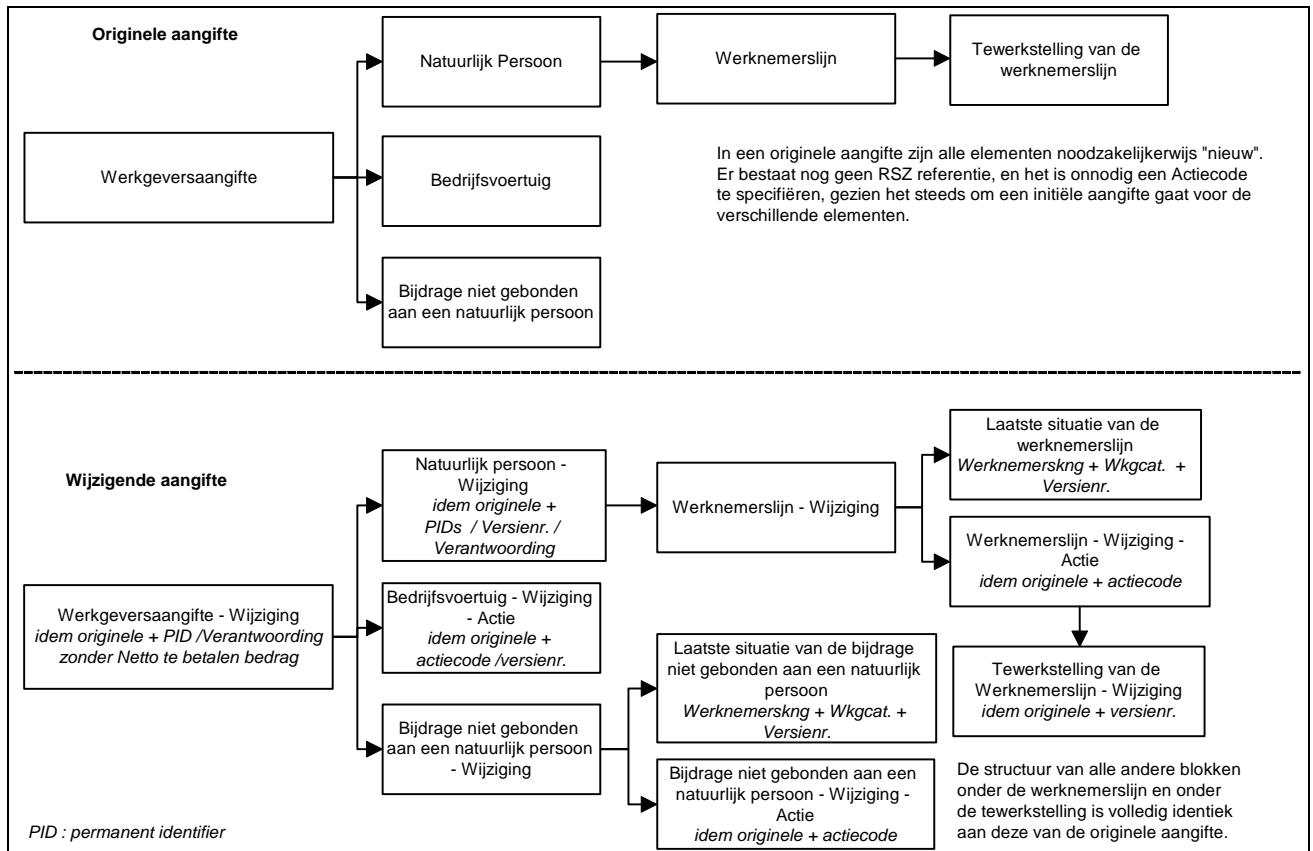 Originele aangifte
Natuurlijk Persoon
Werknemerslijn
Tewerkstelling van de
werknemerslijn
Werkgeversaangifte
Bedrijfsvoertuig
In een originele aangifte zijn alle elementen noodzakelijkerwijs "nieuw".
Er bestaat nog geen RSZ referentie, en het is onnodig een Actiecode
te specifiëren, gezien het steeds om een initiële aangifte gaat voor de
verschillende elementen.
Bijdrage niet gebonden
aan een natuurlijk persoon
Wijzigende aangifte
Natuurlijk persoon -
Wijziging
idem originele +
PIDs / Versienr. /
Verantwoording
Werknemerslijn - Wijziging
Laatste situatie van de
werknemerslijn
Werknemerskng + Wkgcat. +
Versienr.
Werknemerslijn - Wijziging -
Actie
idem originele + actiecode
Werkgeversaangifte - Wijziging
idem originele + PID /Verantwoording
zonder Netto te betalen bedrag
Bedrijfsvoertuig - Wijziging
- Actie
idem originele +
actiecode /versienr.
Laatste situatie van de bijdrage
niet gebonden aan een natuurlijk
persoon
Werknemerskng + Wkgcat. +
Versienr.
Tewerkstelling van de
Werknemerslijn - Wijziging
idem originele + versienr.
Bijdrage niet gebonden
aan een natuurlijk persoon
- Wijziging
Bijdrage niet gebonden aan een
natuurlijk persoon - Wijziging -
Actie
idem originele + actiecode
De structuur van alle andere blokken
onder de werknemerslijn en onder
de tewerkstelling is volledig identiek
aan deze van de originele aangifte.
PID : permanent identifier